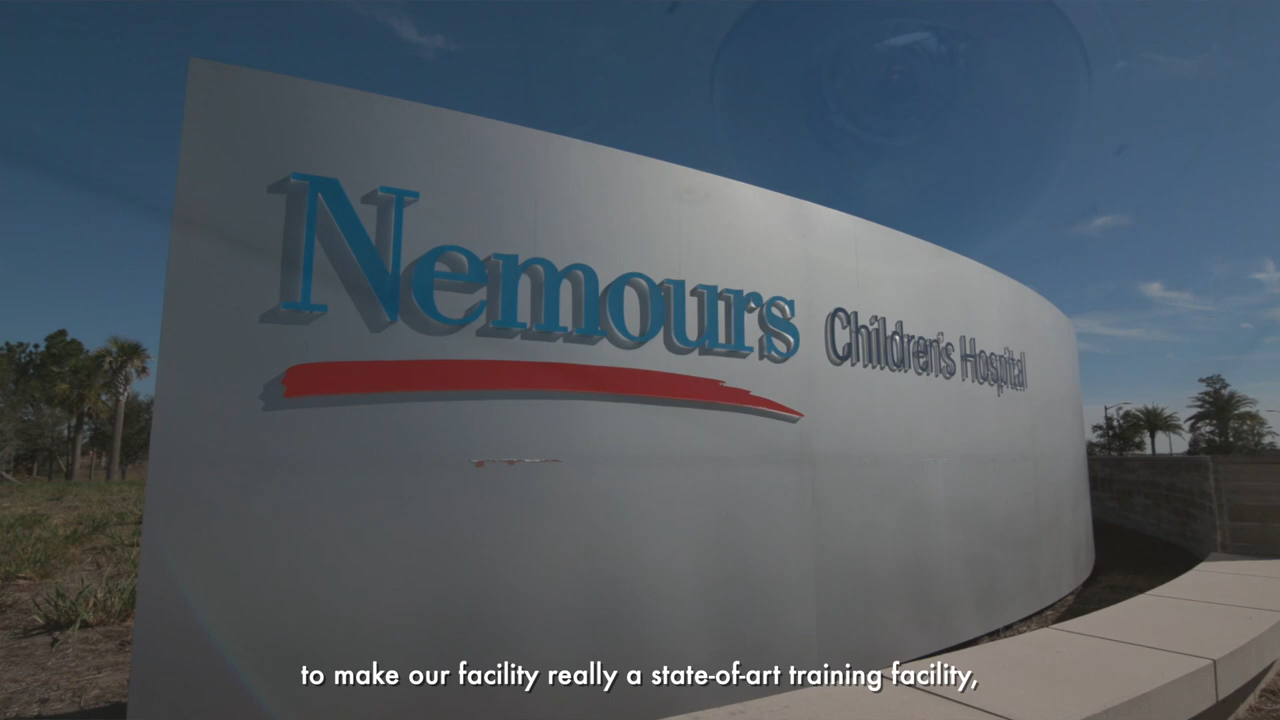 Nemours Children's Hospital
to make our facility really a state-of-art training facility,